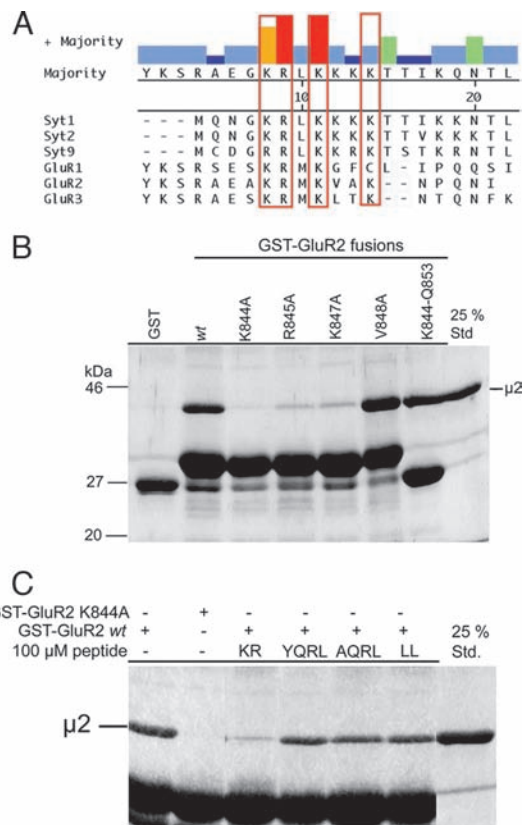 A
+ Majority
Majority Y K S R A E G K R L K K K K T T I K Q N T L
10 20
Syt1 - - - M Q N G K R L K K K K T T I K K N T L
Syt2 - - - M Q N G K R L K K K K T T V K K K T L
Syt9 - - - M C D G R R L K K R K T S T K R N T L
GluR1 Y K S R S E S K R M K G F C L - I P Q Q S I
GluR2 Y K S R A E A K R M K V A K - - N P Q N I
GluR3 Y K S R A E S K R M K L T K - - N T Q N F K
B
GST-GluR2 fusions
GST wt K844A R845A K847A V848A K844-Q853 25 % Std
kDa
46 μ2
27
20
C
GST-GluR2 K844A - + - - - -
GST-GluR2 wt + - + + + + 25 %
100 μM peptide - - KR YQRL AQRL LL Std.
μ2